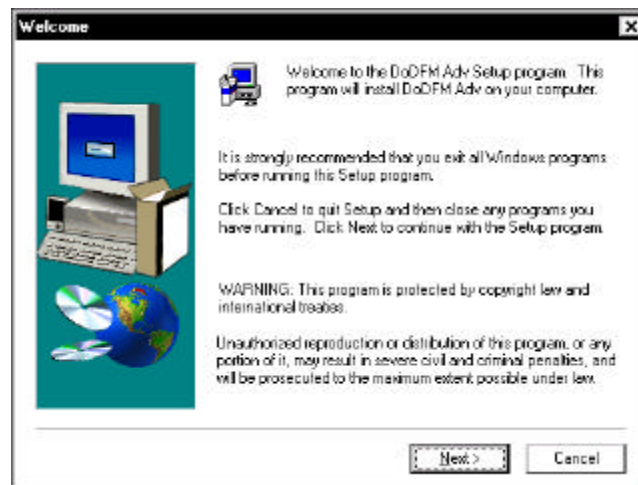 Welcome
Welcome to the DoDFM Adv Setup program. This
program will install DoDFM Adv on your computer.
It is strongly recommended that you exit all Windows programs
before running this Setup program.
Click Cancel to quit Setup and then close any programs you
have running. Click Next to continue with the Setup program.
WARNING: This program is protected by copyright law and
international treaties.
Unauthorized reproduction or distribution of this program, or any
portion of it, may result in severe civil and criminal penalties, and
will be prosecuted to the maximum extent possible under law.
Next >
Cancel